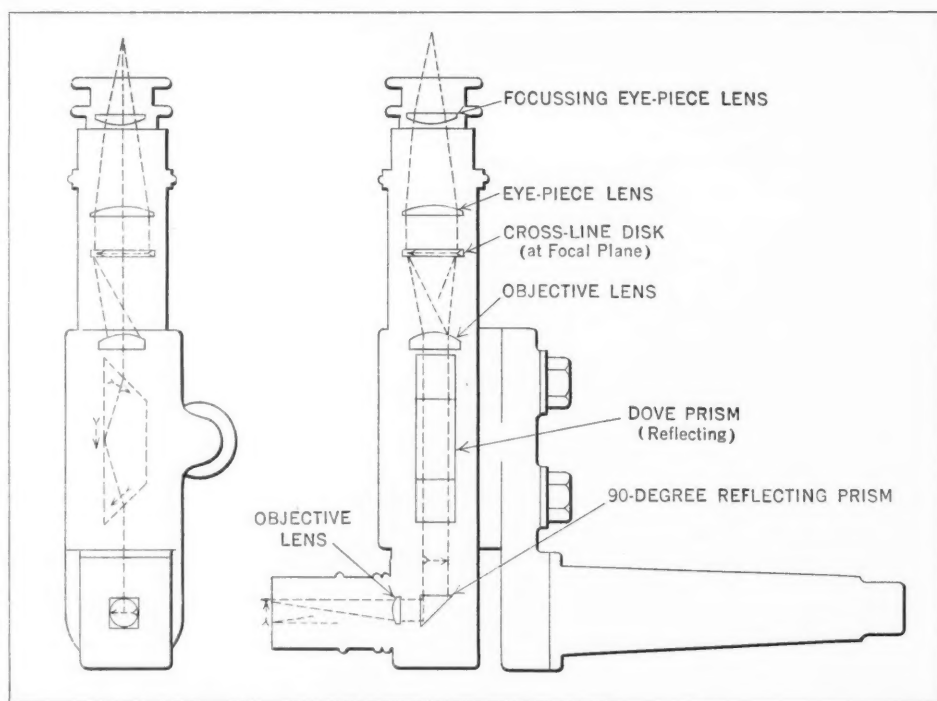 FOCUSSING EYE-PIECE LENS
EYE-PIECE LENS
CROSS-LINE DISK
(at Focal Plane)
OBJECTIVE LENS
DOVE PRISM
(Reflecting)
90-DEGREE REFLECTING PRISM
OBJECTIVE
LENS